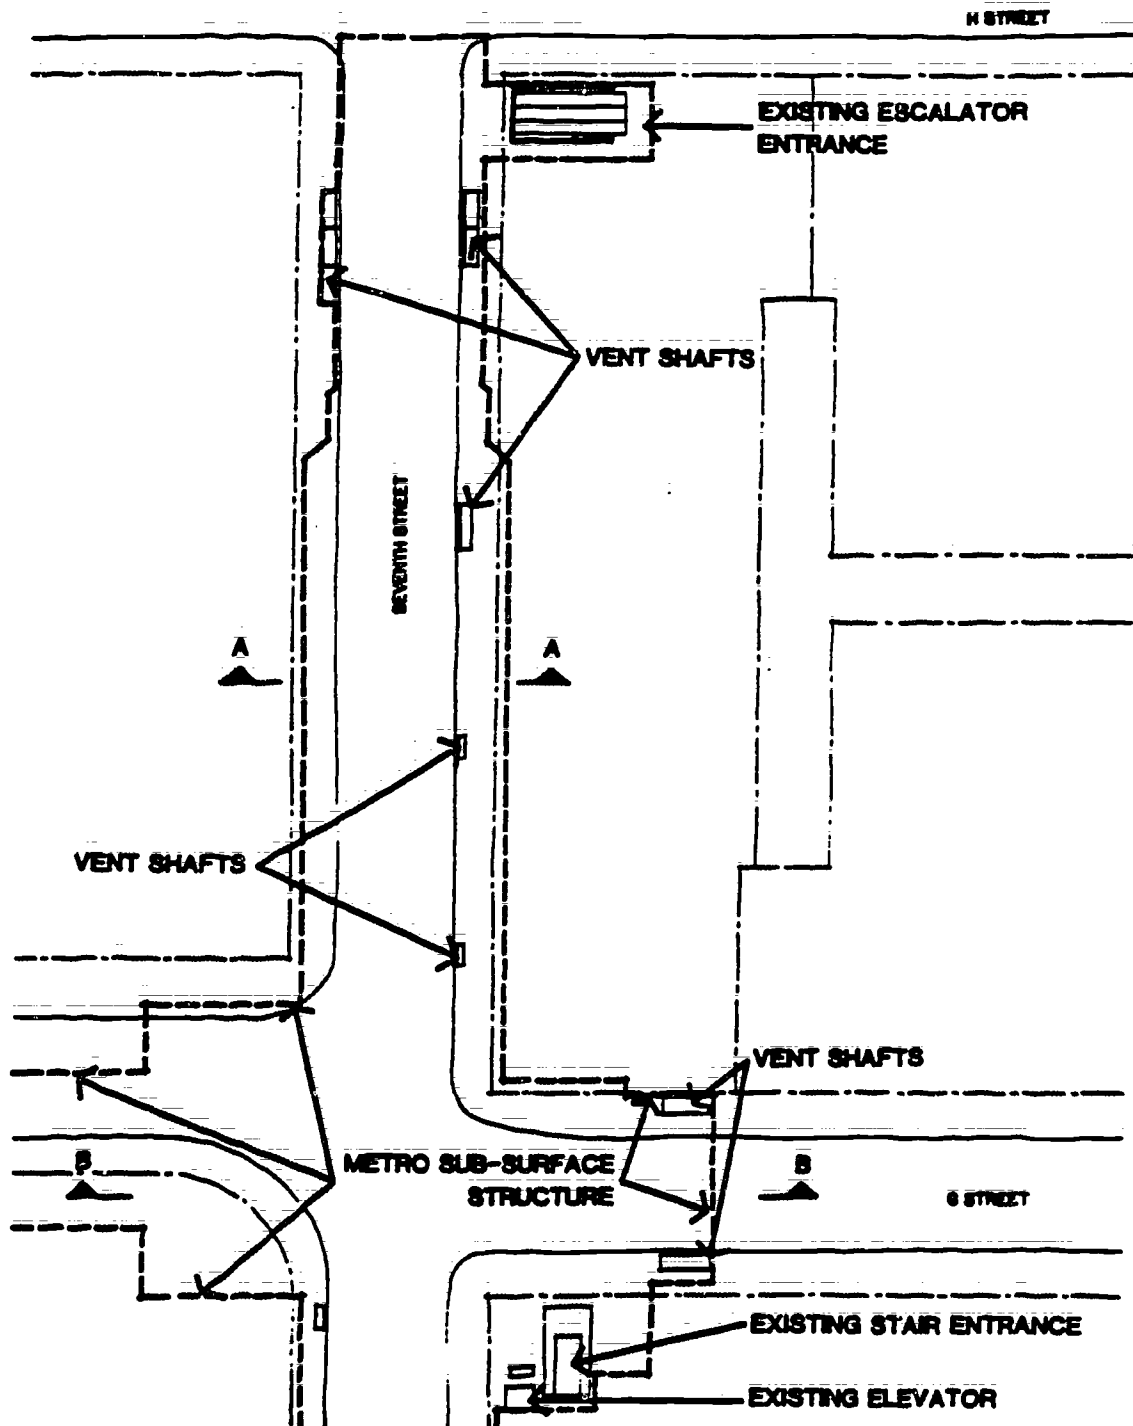 H STREET
EXISTING ESCALATOR
ENTRANCE
VENT SHAFTS
SEVENTH STREET
A
A
VENT SHAFTS
VENT SHAFTS
METRO SUB-SURFACE
STRUCTURE
B
B
G STREET
EXISTING STAIR ENTRANCE
EXISTING ELEVATOR